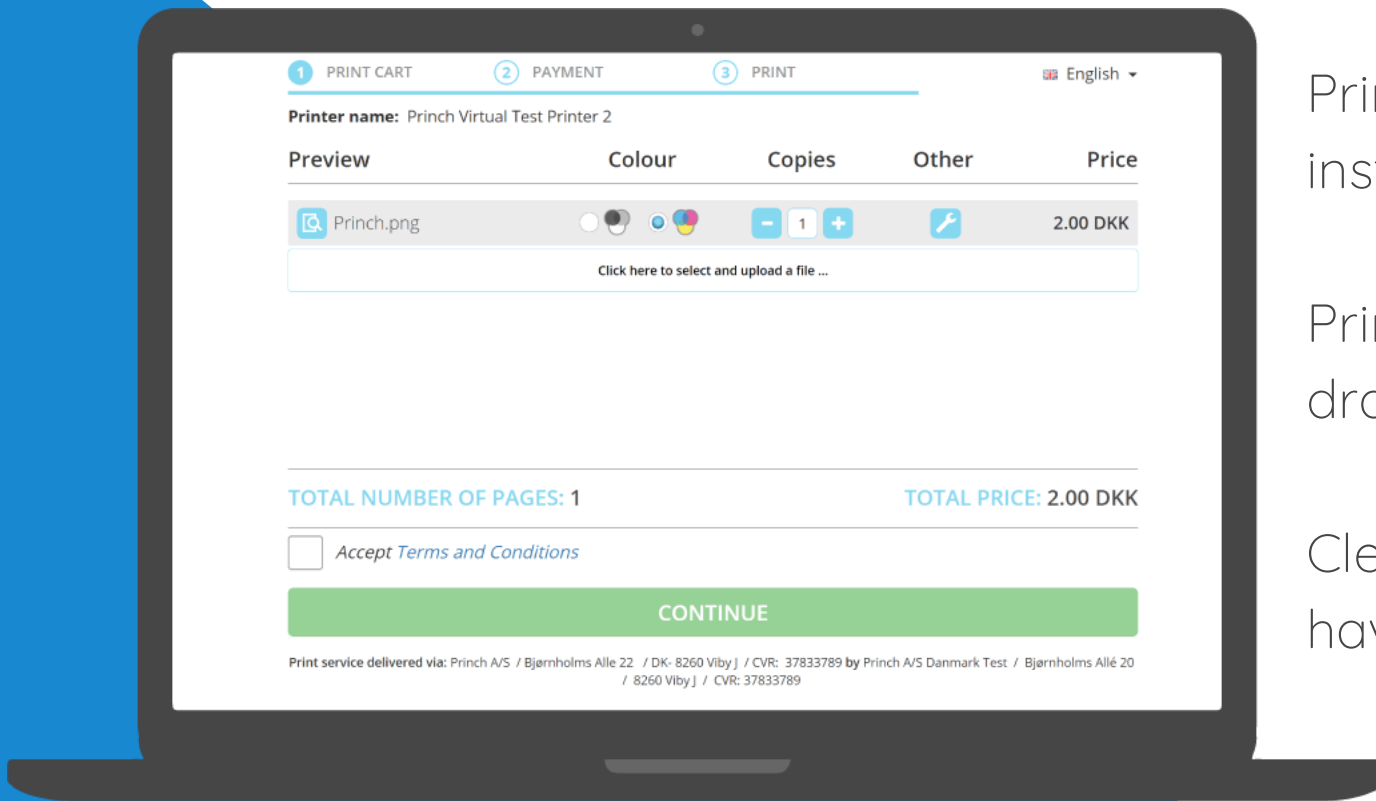 1 PRINT CART 2 PAYMENT 3 PRINT English
Printer name: Princh Virtual Test Printer 2
Preview Colour Copies Other Price
Princh.png - 1 + 2.00 DKK
Click here to select and upload a file ...
TOTAL NUMBER OF PAGES: 1 TOTAL PRICE: 2.00 DKK
Accept Terms and Conditions
CONTINUE
Print service delivered via: Princh A/S / Bjørnholms Alle 22 / DK- 8260 Viby J / CVR: 37833789 by Princh A/S Danmark Test / Bjørnholms Allé 20
/ 8260 Viby J / CVR: 37833789